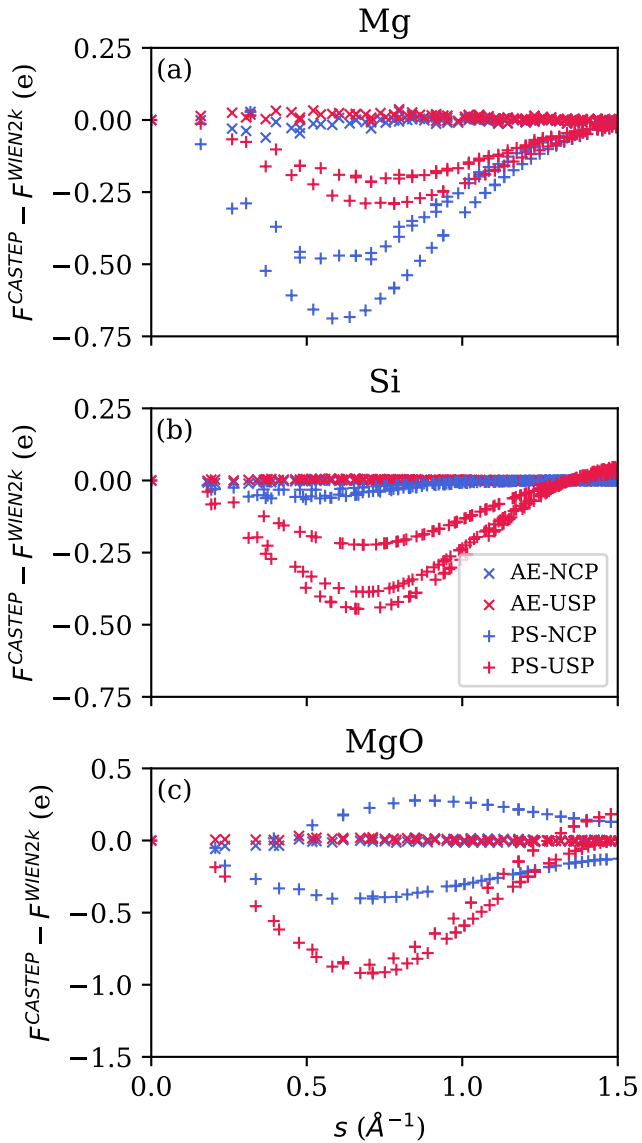 Mg
(a)
0.25
0.00
−0.25
−0.50
−0.75
F^CASTEP − F^WIEN2k (e)
Si
(b)
0.25
0.00
−0.25
−0.50
−0.75
F^CASTEP − F^WIEN2k (e)
AE-NCP
AE-USP
PS-NCP
PS-USP
MgO
(c)
0.5
0.0
−0.5
−1.0
−1.5
F^CASTEP − F^WIEN2k (e)
0.0 0.5 1.0 1.5
s (Å⁻¹)